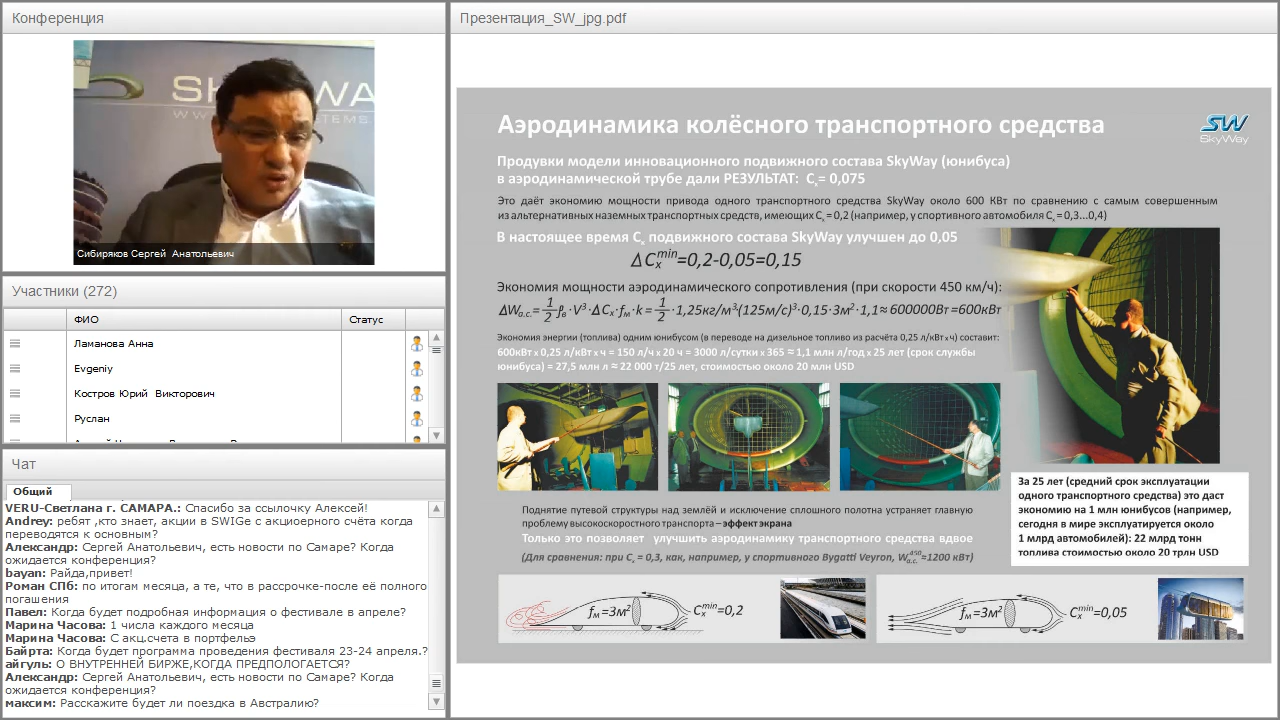 Конференция
SKYWA
Сибиряков Сергей Анатольевич
Участники (272)
ФИО Статус
Ламанова Анна
Evgeniy
Костров Юрий Викторович
Руслан
Чат
Общий
VERU-Светлана г. САМАРА.: Спасибо за ссылочку Алексей!
Andrey: ребят ,кто знает, акции в SWIGe с акциоерного счёта когда
переводятся к основным?
Александр: Сергей Анатольевич, есть новости по Самаре? Когда
ожидается конференция?
bayan: Райда,привет!
Роман СПб: по итогам месяца, а те, что в рассрочке-после её полного
погашения
Павел: Когда будет подробная информация о фестивале в апреле?
Марина Часова: 1 числа каждого месяца
Марина Часова: С акц.счета в портфельэ
Байрта: Когда будет программа проведения фестиваля 23-24 апреля.?
айгуль: О ВНУТРЕННЕЙ БИРЖЕ,КОГДА ПРЕДПОЛОГАЕТСЯ?
Александр: Сергей Анатольевич, есть новости по Самаре? Когда
ожидается конференция?
максим: Расскажите будет ли поездка в Австралию?
Презентация_SW_jpg.pdf
Аэродинамика колёсного транспортного средства
SW
SkyWay
Продувки модели инновационного подвижного состава SkyWay (юнибуса)
в аэродинамической трубе дали РЕЗУЛЬТАТ: Cx= 0,075
Это даёт экономию мощности привода одного транспортного средства SkyWay около 600 КВт по сравнению с самым совершенным
из альтернативных наземных транспортных средств, имеющих Cx = 0,2 (например, у спортивного автомобиля Cx = 0,3...0,4)
В настоящее время Cx подвижного состава SkyWay улучшен до 0,05
ΔCx min=0,2-0,05=0,15
Экономия мощности аэродинамического сопротивления (при скорости 450 км/ч):
ΔWа.с.= 1/2 ρв·V³·ΔCx·fм·k = 1/2 ·1,25кг/м³(125м/с)³·0,15·3м²·1,1≈600000Вт=600кВт
Экономия энергии (топлива) одним юнибусом (в переводе на дизельное топливо из расчёта 0,25 л/кВт х ч) составит:
600кВт х 0,25 л/кВт х ч = 150 л/ч х 20 ч = 3000 л/сутки х 365 ≈ 1,1 млн л/год х 25 лет (срок службы
юнибуса) = 27,5 млн л ≈ 22 000 т/25 лет, стоимостью около 20 млн USD
Поднятие путевой структуры над землёй и исключение сплошного полотна устраняет главную
проблему высокоскоростного транспорта – эффект экрана
Только это позволяет улучшить аэродинамику транспортного средства вдвое
(Для сравнения: при Cx = 0,3, как, например, у спортивного Bygatti Veyron, W 450 а.с.≈1200 кВт)
За 25 лет (средний срок эксплуатации
одного транспортного средства) это даст
экономию на 1 млн юнибусов (например,
сегодня в мире эксплуатируется около
1 млрд автомобилей): 22 млрд тонн
топлива стоимостью около 20 трлн USD
fм=3м² Cx min=0,2
fм=3м² Cx min=0,05